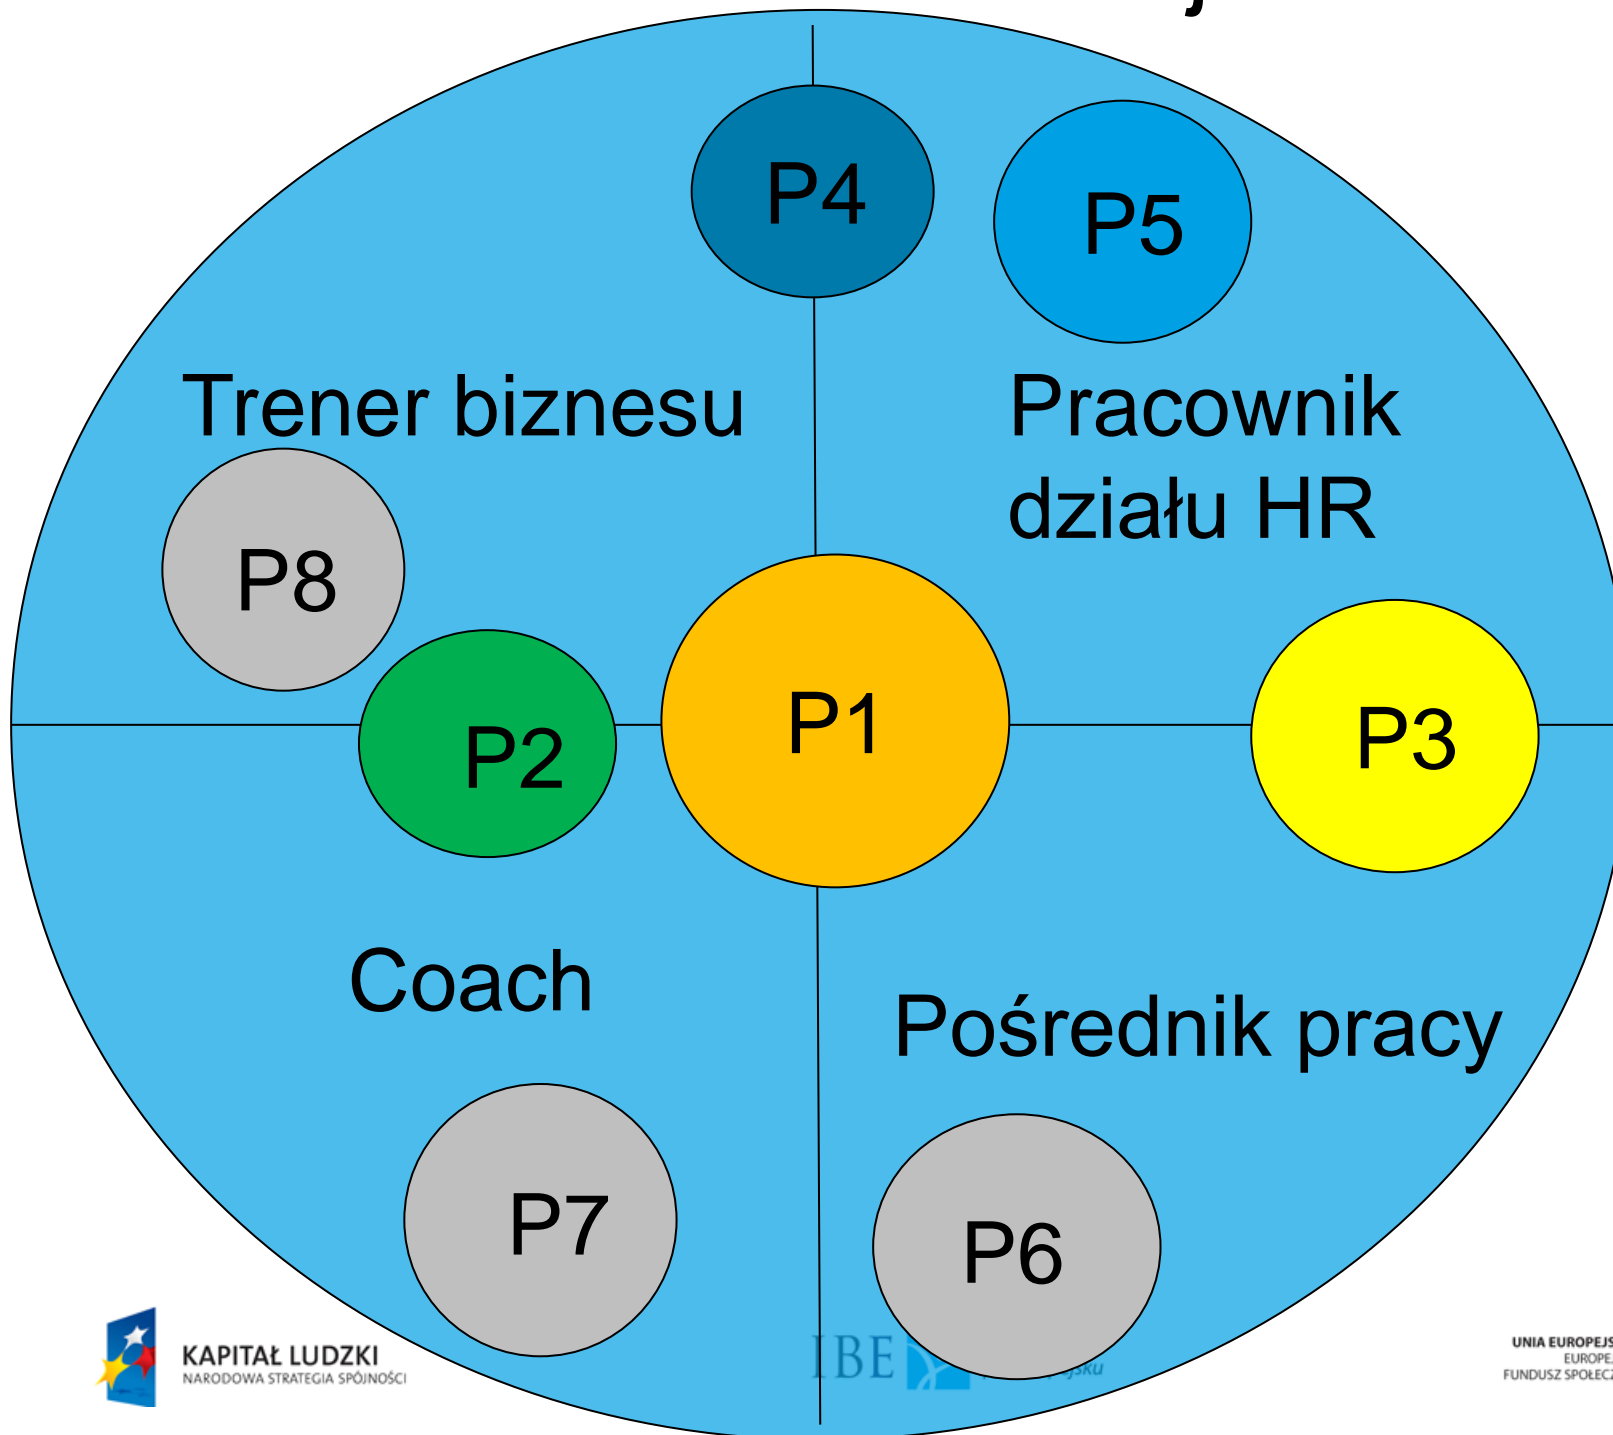 P4
P5
Trener biznesu
Pracownik
działu HR
P8
P2
P1
P3
Coach
Pośrednik pracy
P7
P6
KAPITAŁ LUDZKI
NARODOWA STRATEGIA SPÓJNOŚCI
IBE
UNIA EUROPEJS
EUROPEJ
FUNDUSZ SPOŁECZ